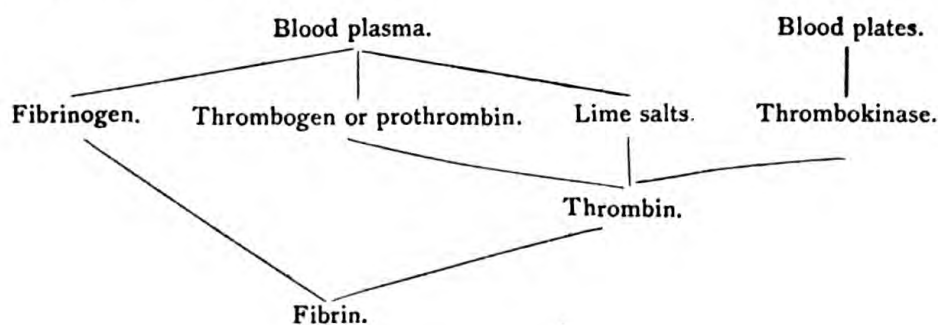 Blood plasma. Blood plates.
Fibrinogen. Thrombogen or prothrombin. Lime salts. Thrombokinase.
Thrombin.
Fibrin.